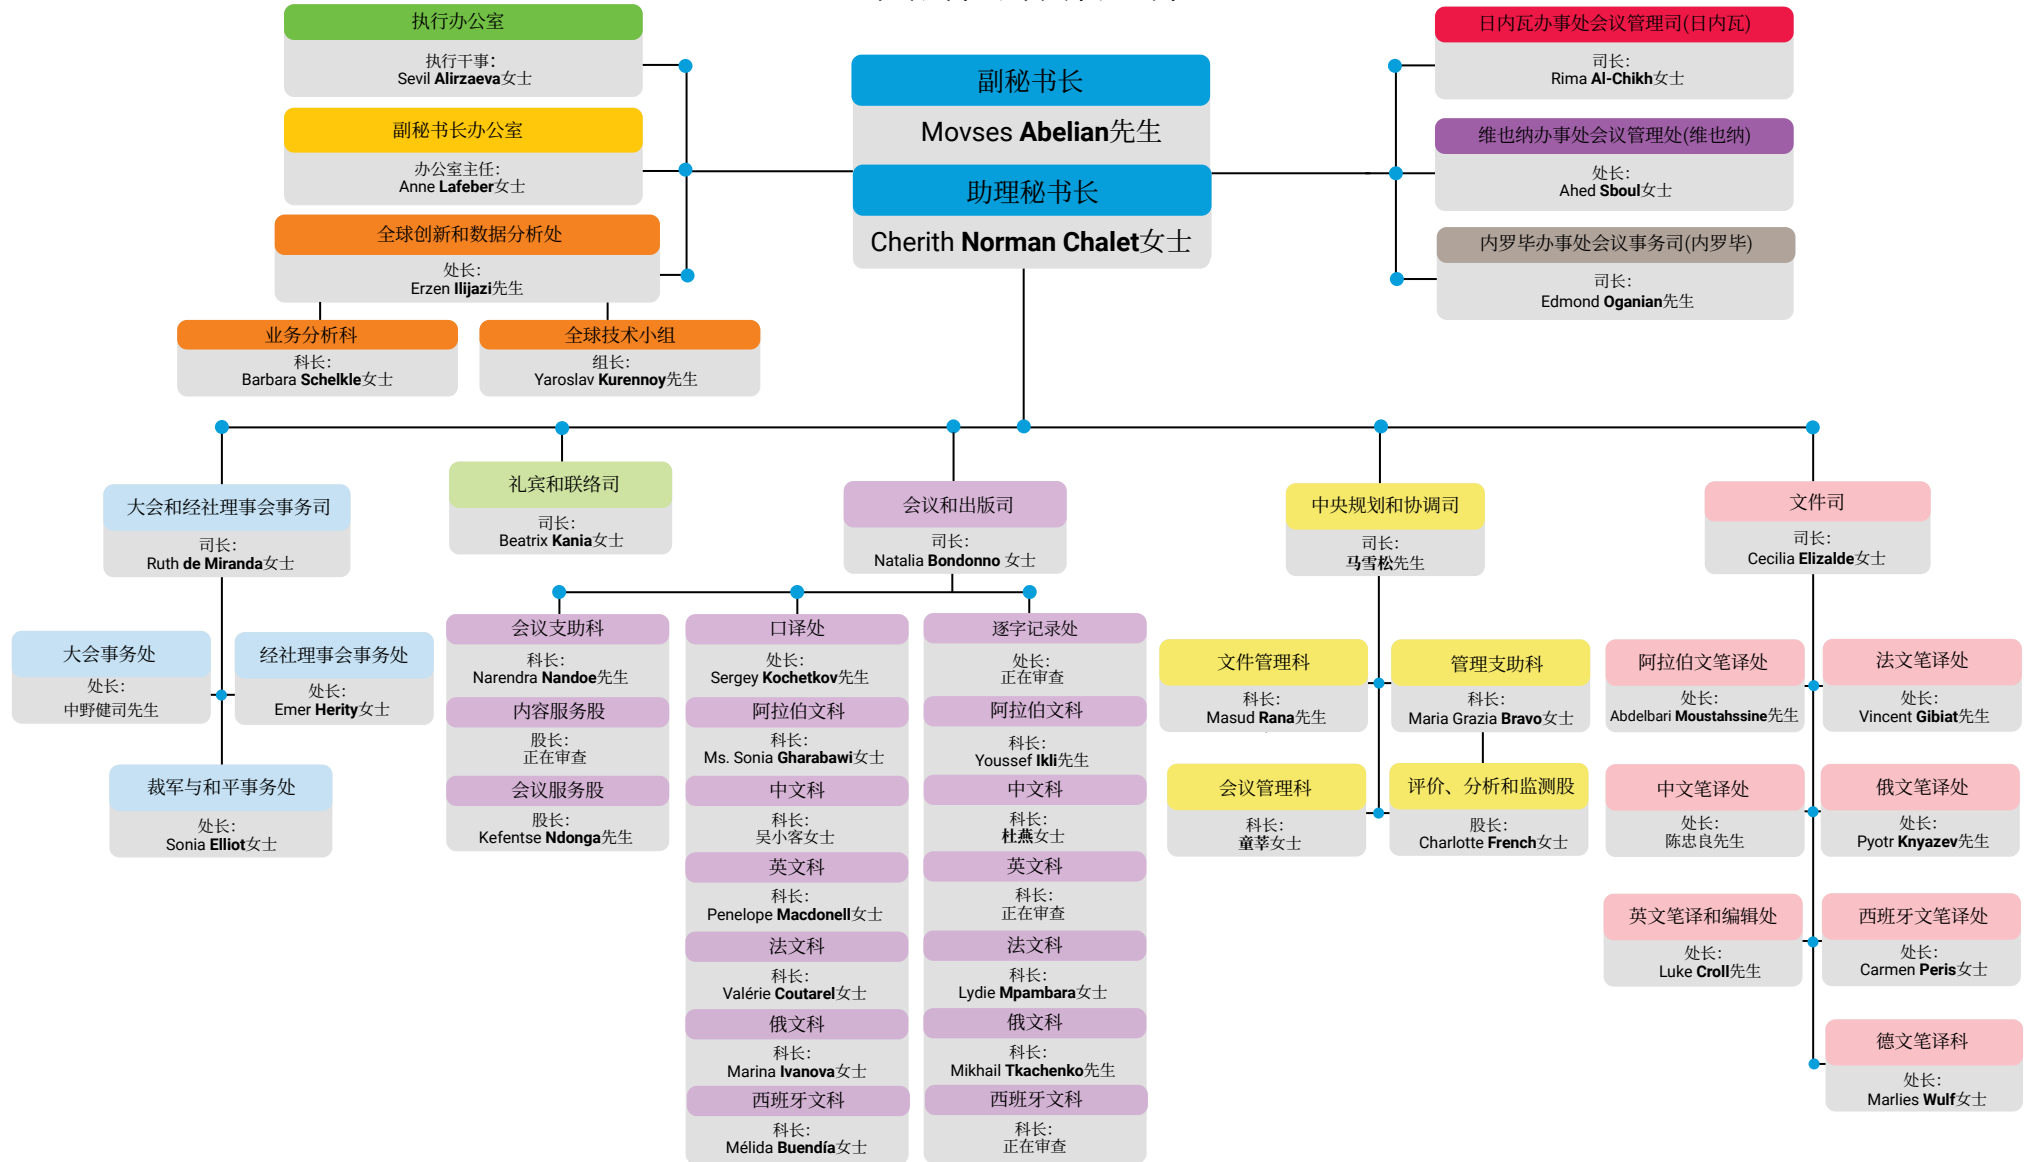 执行办公室
执行干事:
Sevil Alirzaeva女士
副秘书长办公室
办公室主任:
Anne Lafeber女士
全球创新和数据分析处
处长:
Erzen Ilijazi先生
业务分析科
科长:
Barbara Schelkle女士
全球技术小组
组长:
Yaroslav Kurennoy先生
副秘书长
Movses Abelian先生
助理秘书长
Cherith Norman Chalet女士
日内瓦办事处会议管理司(日内瓦)
司长:
Rima Al-Chikh女士
维也纳办事处会议管理处(维也纳)
处长:
Ahed Sboul女士
内罗毕办事处会议事务司(内罗毕)
司长:
Edmond Oganian先生
大会和经社理事会事务司
司长:
Ruth de Miranda女士
大会事务处
处长:
中野健司先生
经社理事会事务处
处长:
Emer Herity女士
裁军与和平事务处
处长:
Sonia Elliot女士
礼宾和联络司
司长:
Beatrix Kania女士
会议和出版司
司长:
Natalia Bondonno 女士
会议支助科
科长:
Narendra Nandoe先生
内容服务股
股长:
正在审查
会议服务股
股长:
Kefentse Ndonga先生
口译处
处长:
Sergey Kochetkov先生
阿拉伯文科
科长:
Ms. Sonia Gharabawi女士
中文科
科长:
吴小客女士
英文科
科长:
Penelope Macdonell女士
法文科
科长:
Valérie Coutarel女士
俄文科
科长:
Marina Ivanova女士
西班牙文科
科长:
Mélida Buendía女士
逐字记录处
处长:
正在审查
阿拉伯文科
科长:
Youssef Ikli先生
中文科
科长:
杜燕女士
英文科
科长:
正在审查
法文科
科长:
Lydie Mpambara女士
俄文科
科长:
Mikhail Tkachenko先生
西班牙文科
科长:
正在审查
中央规划和协调司
司长:
马雪松先生
文件管理科
科长:
Masud Rana先生
管理支助科
科长:
Maria Grazia Bravo女士
会议管理科
科长:
童莘女士
评价、分析和监测股
股长:
Charlotte French女士
文件司
司长:
Cecilia Elizalde女士
阿拉伯文笔译处
处长:
Abdelbari Moustahssine先生
法文笔译处
处长:
Vincent Gibiat先生
中文笔译处
处长:
陈忠良先生
俄文笔译处
处长:
Pyotr Knyazev先生
英文笔译和编辑处
处长:
Luke Croll先生
西班牙文笔译处
处长:
Carmen Peris女士
德文笔译科
处长:
Marlies Wulf女士